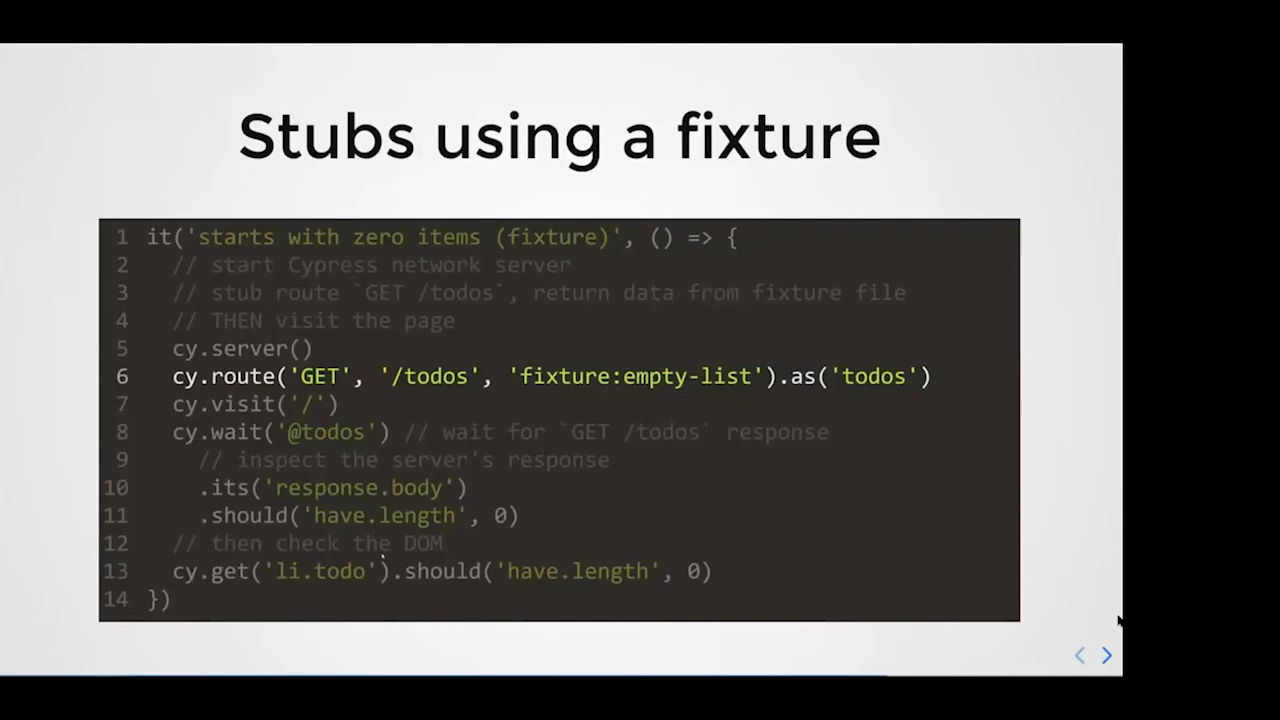 Stubs using a fixture
1 it('starts with zero items (fixture)', () => {
2 // start Cypress network server
3 // stub route `GET /todos`, return data from fixture file
4 // THEN visit the page
5 cy.server()
6 cy.route('GET', '/todos', 'fixture:empty-list').as('todos')
7 cy.visit('/')
8 cy.wait('@todos') // wait for `GET /todos` response
9 // inspect the server's response
10 .its('response.body')
11 .should('have.length', 0)
12 // then check the DOM
13 cy.get('li.todo').should('have.length', 0)
14 })